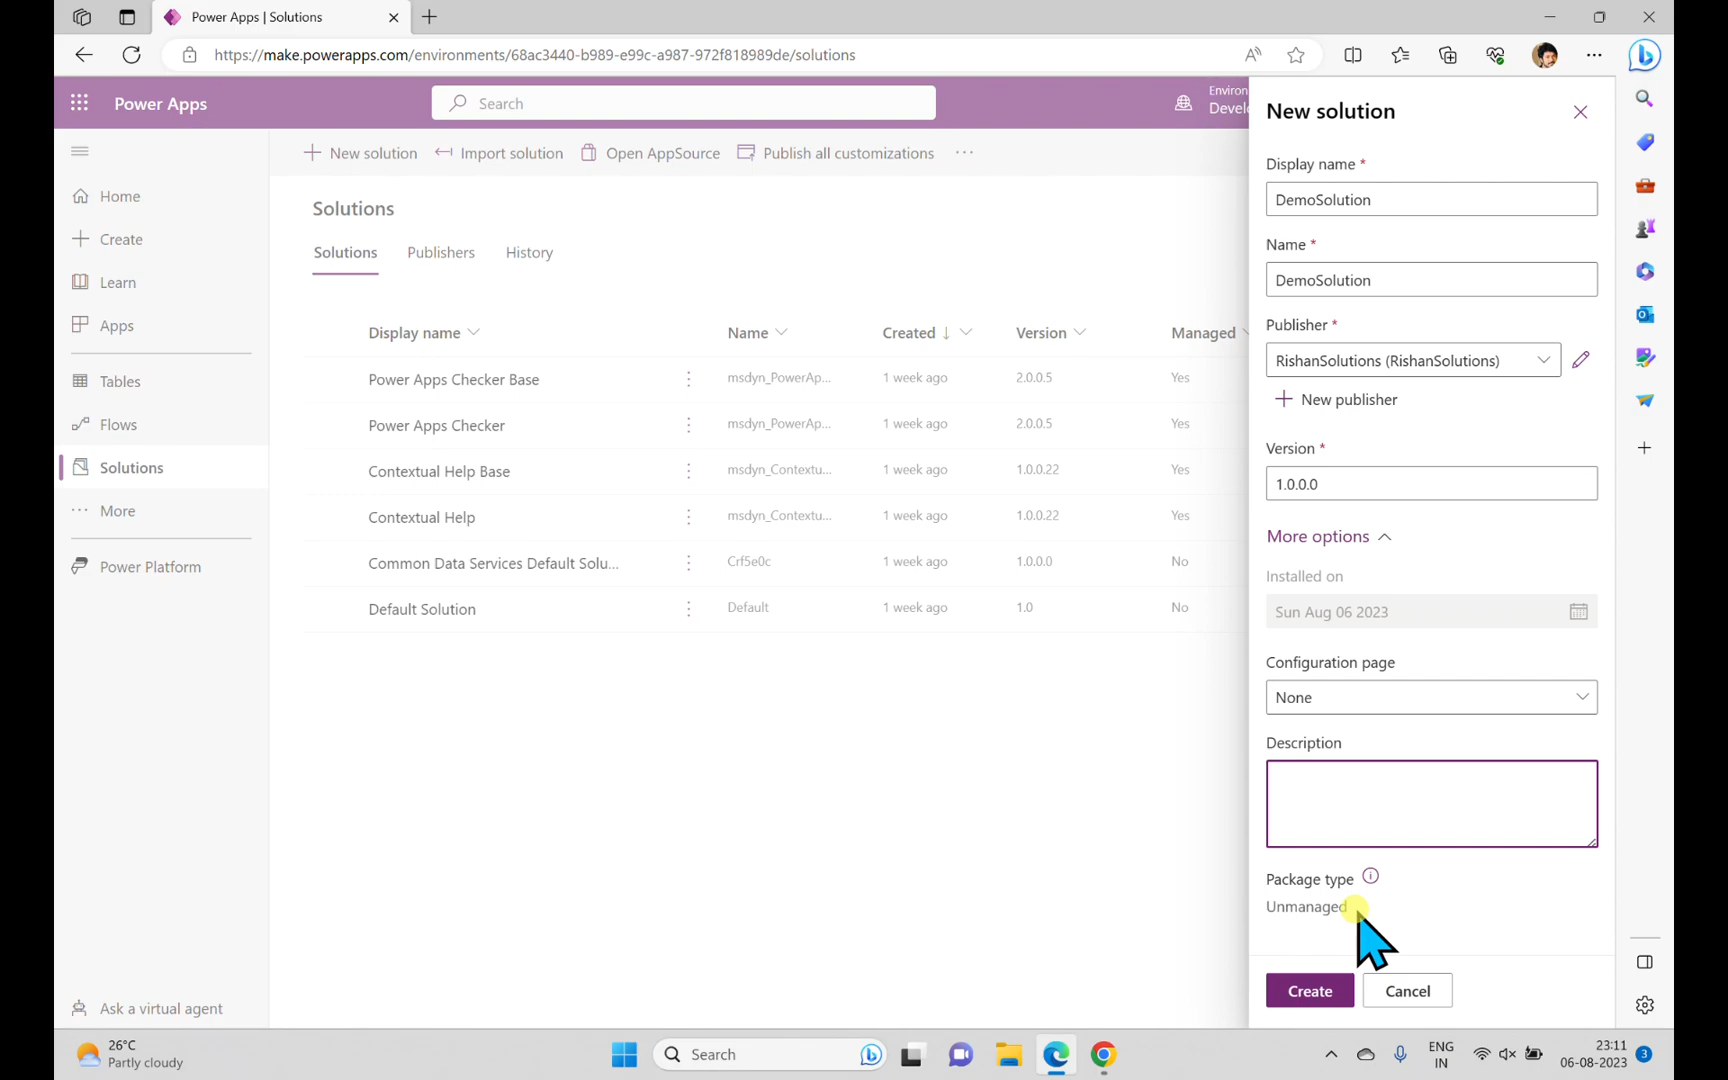 Power Apps | Solutions
https://make.powerapps.com/environments/68ac3440-b989-e99c-a987-972f818989de/solutions
Power Apps
Search
Environ
Develo
New solution
Import solution
Open AppSource
Publish all customizations
Home
Create
Learn
Apps
Tables
Flows
Solutions
More
Power Platform
Ask a virtual agent
Solutions
Solutions Publishers History
Display name Name Created Version Managed
Power Apps Checker Base msdyn_PowerAp... 1 week ago 2.0.0.5 Yes
Power Apps Checker msdyn_PowerAp... 1 week ago 2.0.0.5 Yes
Contextual Help Base msdyn_Contextu... 1 week ago 1.0.0.22 Yes
Contextual Help msdyn_Contextu... 1 week ago 1.0.0.22 Yes
Common Data Services Default Solu... Crf5e0c 1 week ago 1.0.0.0 No
Default Solution Default 1 week ago 1.0 No
New solution
Display name *
DemoSolution
Name *
DemoSolution
Publisher *
RishanSolutions (RishanSolutions)
New publisher
Version *
1.0.0.0
More options
Installed on
Sun Aug 06 2023
Configuration page
None
Description
Package type
Unmanaged
Create Cancel
26°C
Partly cloudy
Search
ENG
IN
23:11
06-08-2023
3